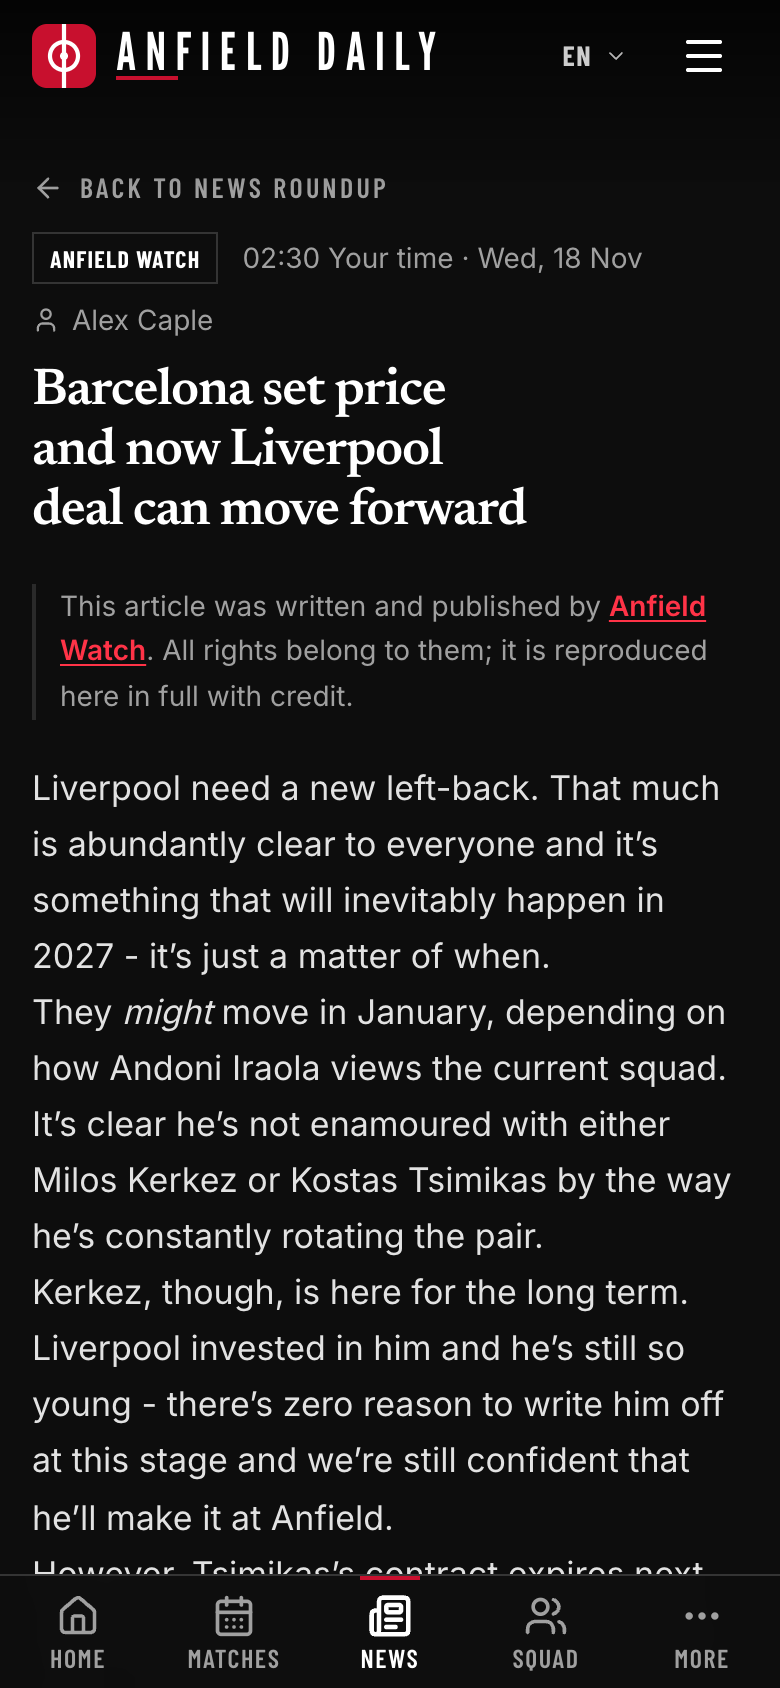 ANFIELD DAILY
EN
BACK TO NEWS ROUNDUP
ANFIELD WATCH
02:30 Your time · Wed, 18 Nov
Alex Caple
Barcelona set price
and now Liverpool
deal can move forward
This article was written and published by Anfield
Watch. All rights belong to them; it is reproduced
here in full with credit.
Liverpool need a new left-back. That much
is abundantly clear to everyone and it’s
something that will inevitably happen in
2027 - it’s just a matter of when.
They might move in January, depending on
how Andoni Iraola views the current squad.
It’s clear he’s not enamoured with either
Milos Kerkez or Kostas Tsimikas by the way
he’s constantly rotating the pair.
Kerkez, though, is here for the long term.
Liverpool invested in him and he’s still so
young - there’s zero reason to write him off
at this stage and we’re still confident that
he’ll make it at Anfield.
However, Tsimikas’s contract expires next
HOME
MATCHES
NEWS
SQUAD
MORE